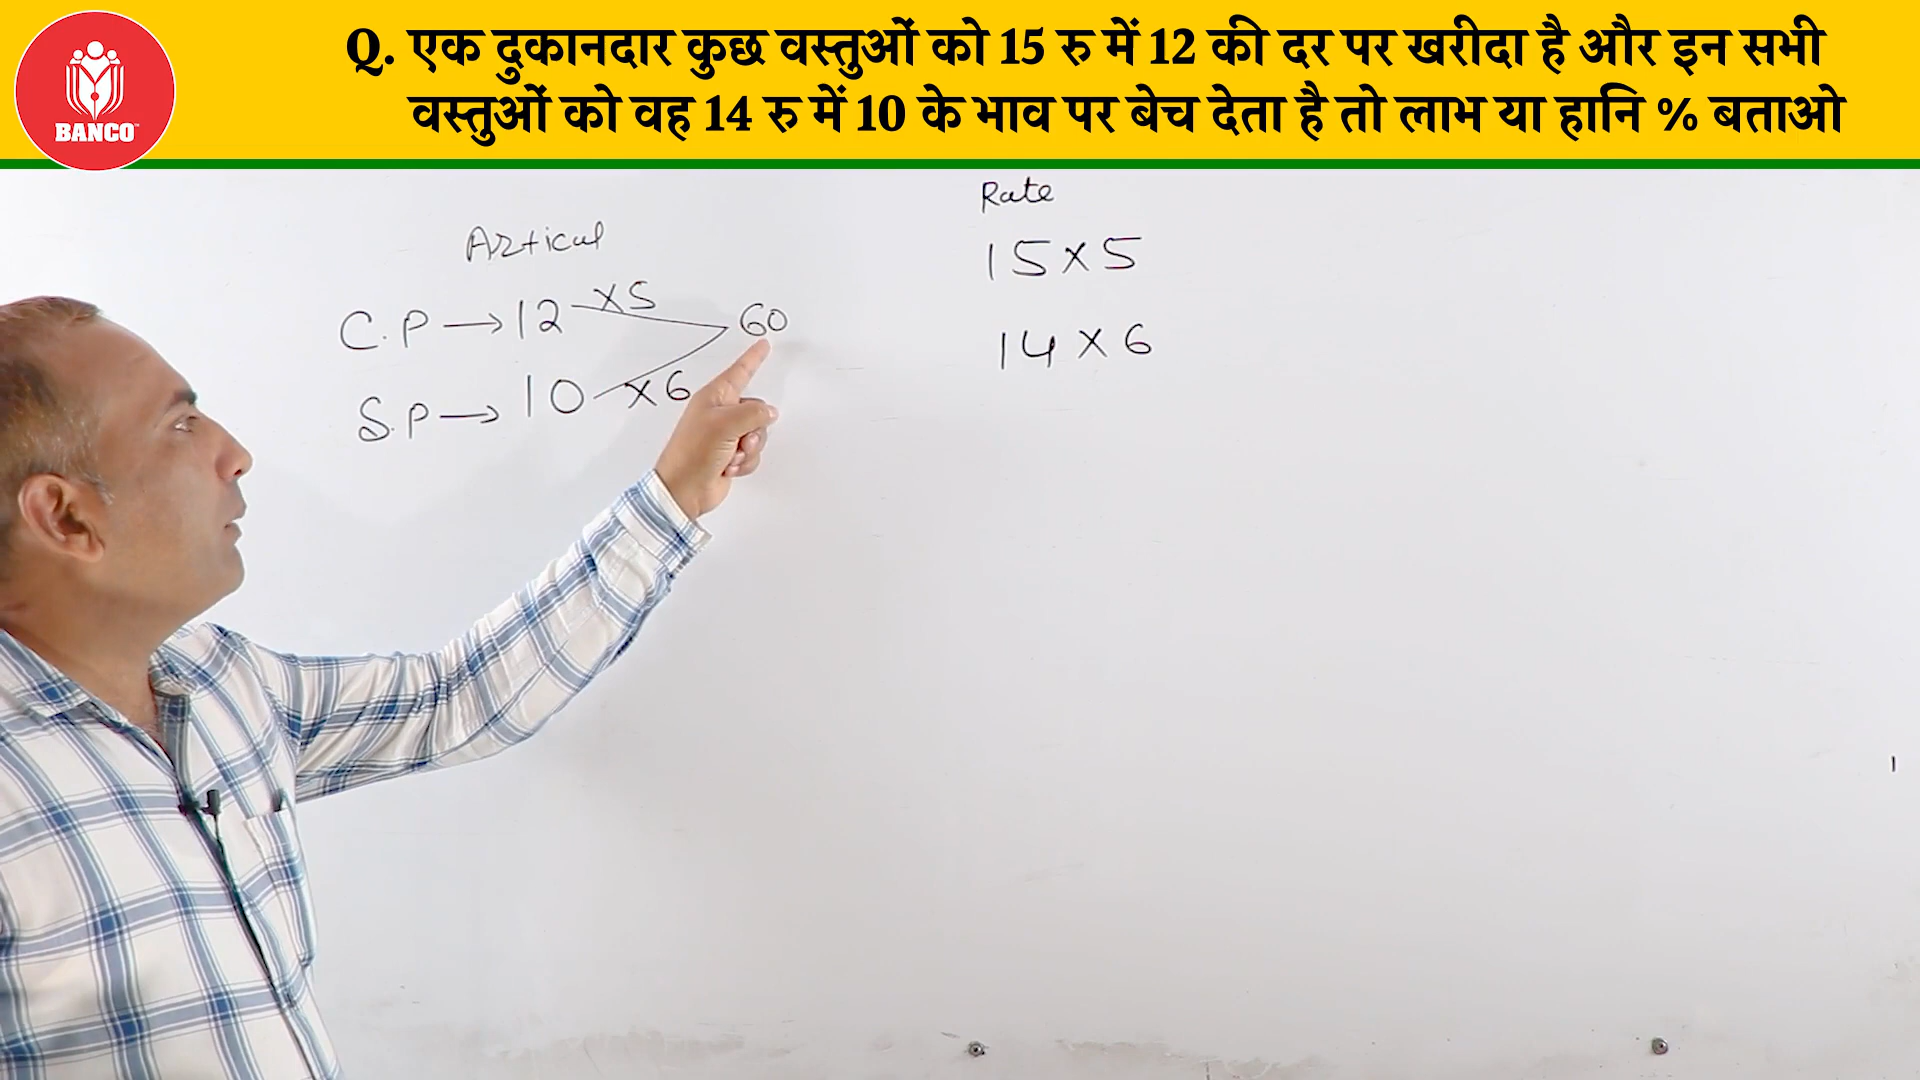 Q. एक दुकानदार कुछ वस्तुओं को 15 रु में 12 की दर पर खरीदा है और इन सभी
वस्तुओं को वह 14 रु में 10 के भाव पर बेच देता है तो लाभ या हानि % बताओ
BANCO
Artical
Rate
C.P → 12 ×5 60
15×5
S.P → 10 ×6
14×6